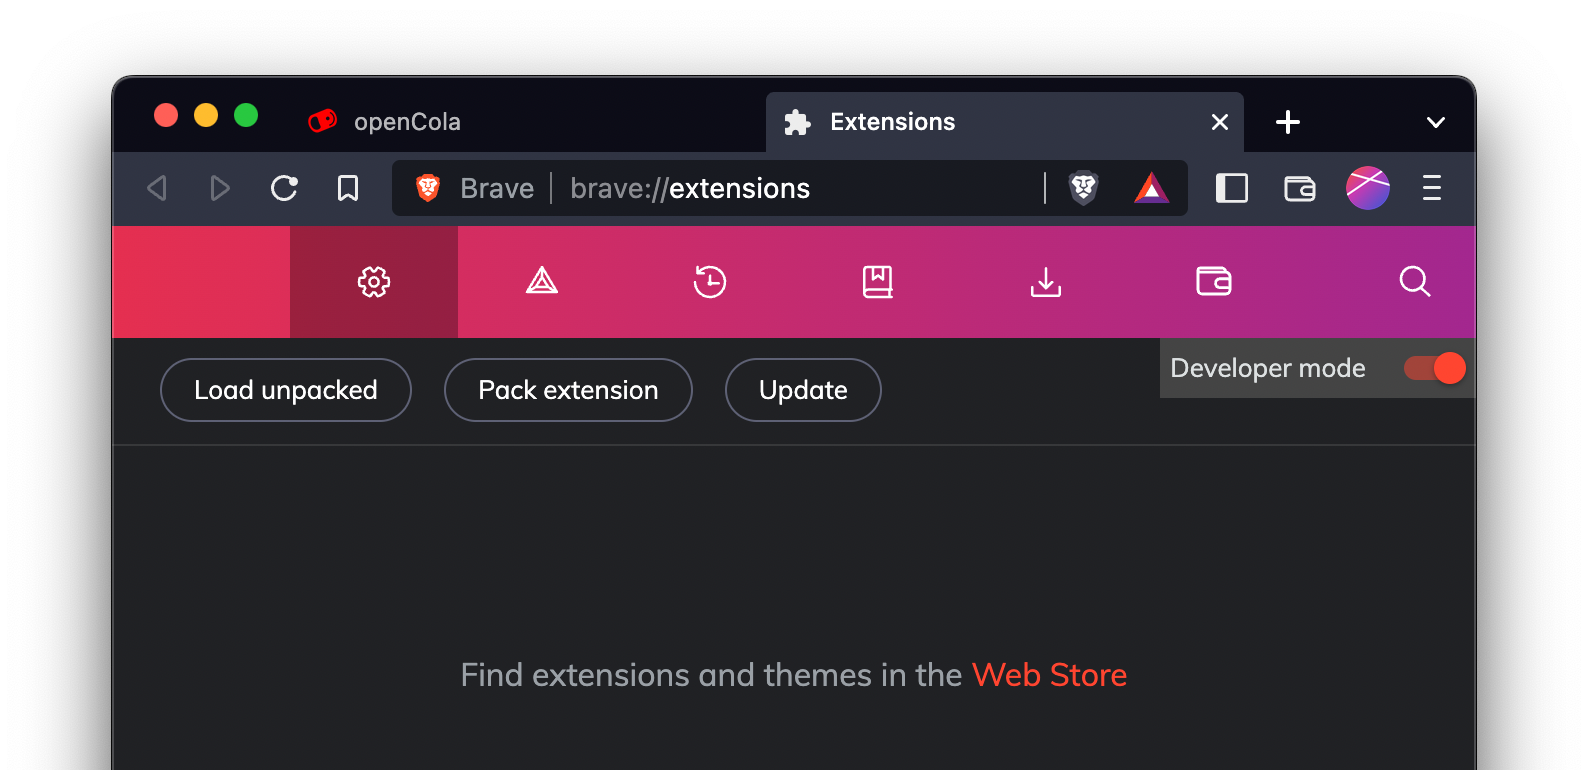 openCola
Extensions
Brave | brave://extensions
Load unpacked
Pack extension
Update
Developer mode
Find extensions and themes in the Web Store